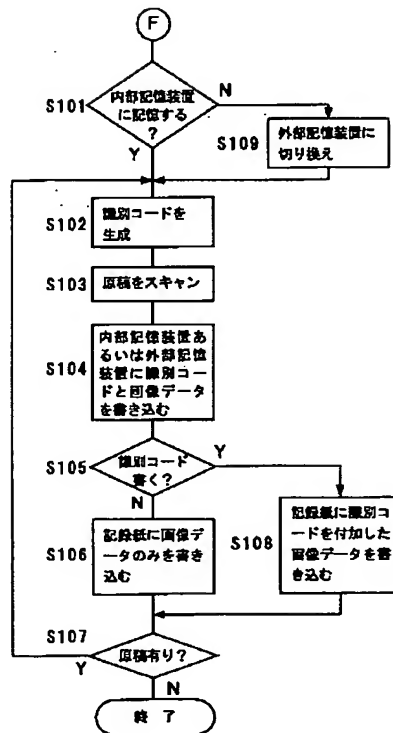 F
S101
内部記憶装置
に記憶する
?
N
Y
S109
外部記憶装置に
切り換え
S102
識別コードを
生成
S103
原稿をスキャン
S104
内部記憶装置あ
るいは外部記憶
装置に識別コー
ドと画像データ
を書き込む
S105
識別コード
書く?
Y
N
S106
記録紙に画像デ
ータのみを書き
込む
S108
記録紙に識別コ
ードを付加した
画像データを書
き込む
S107
原稿有り?
Y
N
終了